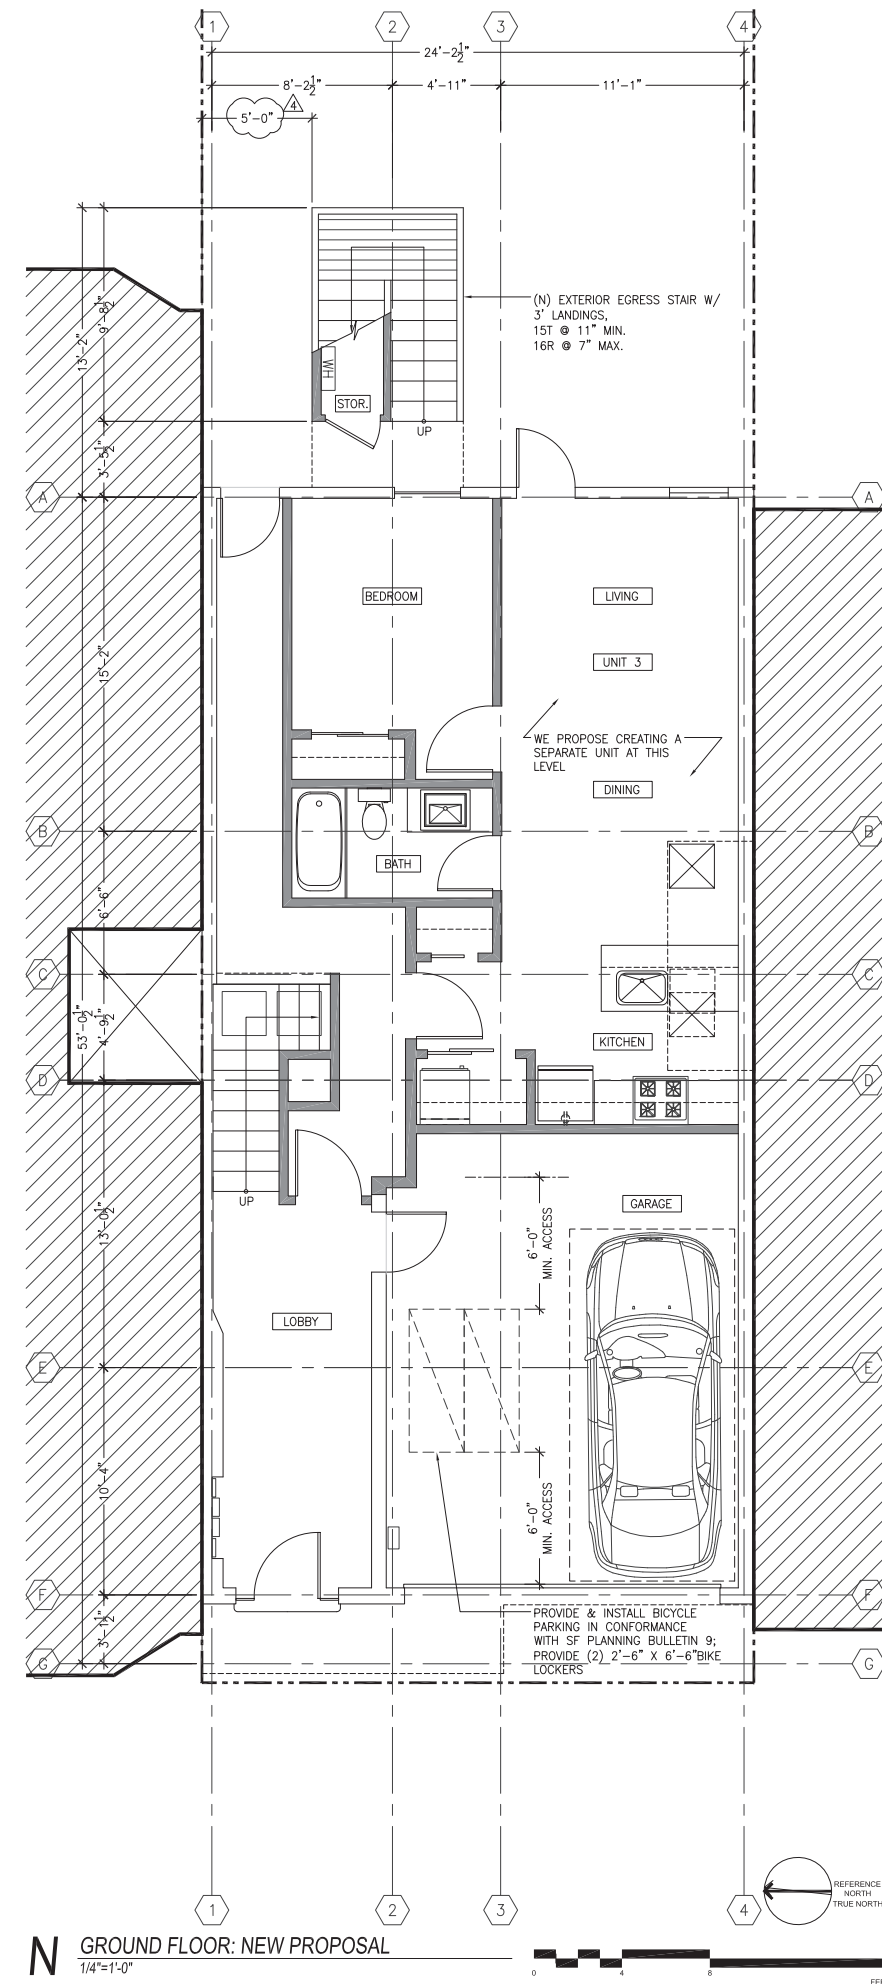 1
2
3
4
24'-2½"
8'-2½"
4'-11"
11'-1"
4
5'-0"
(N) EXTERIOR EGRESS STAIR W/
3' LANDINGS,
15T @ 11" MIN.
16R @ 7" MAX.
9'-8½"
13'-2"
WH
STOR.
UP
3'-5½"
A
A
BEDROOM
LIVING
UNIT 3
15'-2"
WE PROPOSE CREATING A
SEPARATE UNIT AT THIS
LEVEL
DINING
B
B
BATH
6'-6"
C
C
53'-0½"
4'-9½"
KITCHEN
D
D
UP
GARAGE
13'-0½"
6'-0"
MIN. ACCESS
LOBBY
E
E
10'-4"
6'-0"
MIN. ACCESS
F
F
3'-1½"
PROVIDE & INSTALL BICYCLE
PARKING IN CONFORMANCE
WITH SF PLANNING BULLETIN 9;
PROVIDE (2) 2'-6" X 6'-6"BIKE
LOCKERS
G
G
REFERENCE
NORTH
TRUE NORTH
1
2
3
4
N GROUND FLOOR: NEW PROPOSAL
1/4"=1'-0"
0
4
8